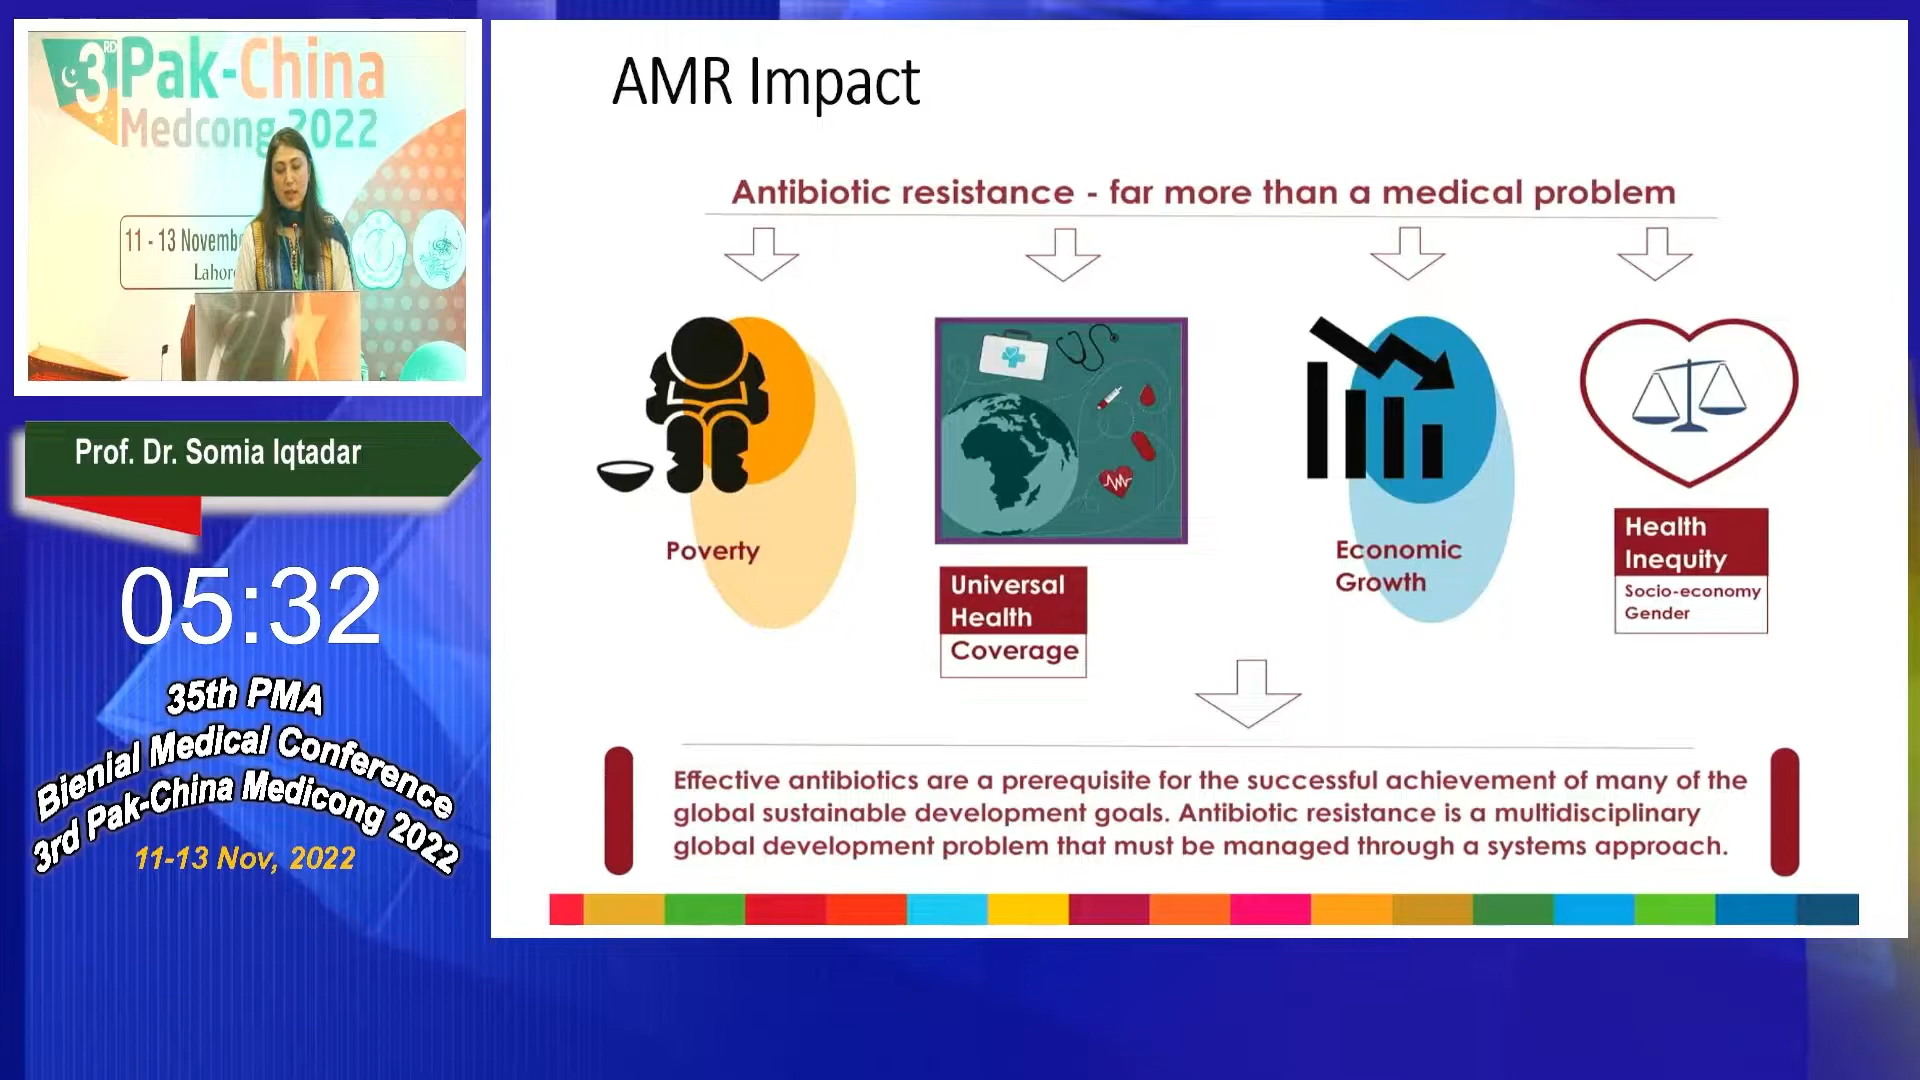 3RD Pak-China
Medcong 2022
11 - 13 Novembe
Lahore
Prof. Dr. Somia Iqtadar
05:32
35th PMA
Bienial Medical Conference
3rd Pak-China Medicong 2022
11-13 Nov, 2022
AMR Impact
Antibiotic resistance - far more than a medical problem
Poverty
Universal
Health
Coverage
Economic
Growth
Health
Inequity
Socio-economy
Gender
Effective antibiotics are a prerequisite for the successful achievement of many of the
global sustainable development goals. Antibiotic resistance is a multidisciplinary
global development problem that must be managed through a systems approach.